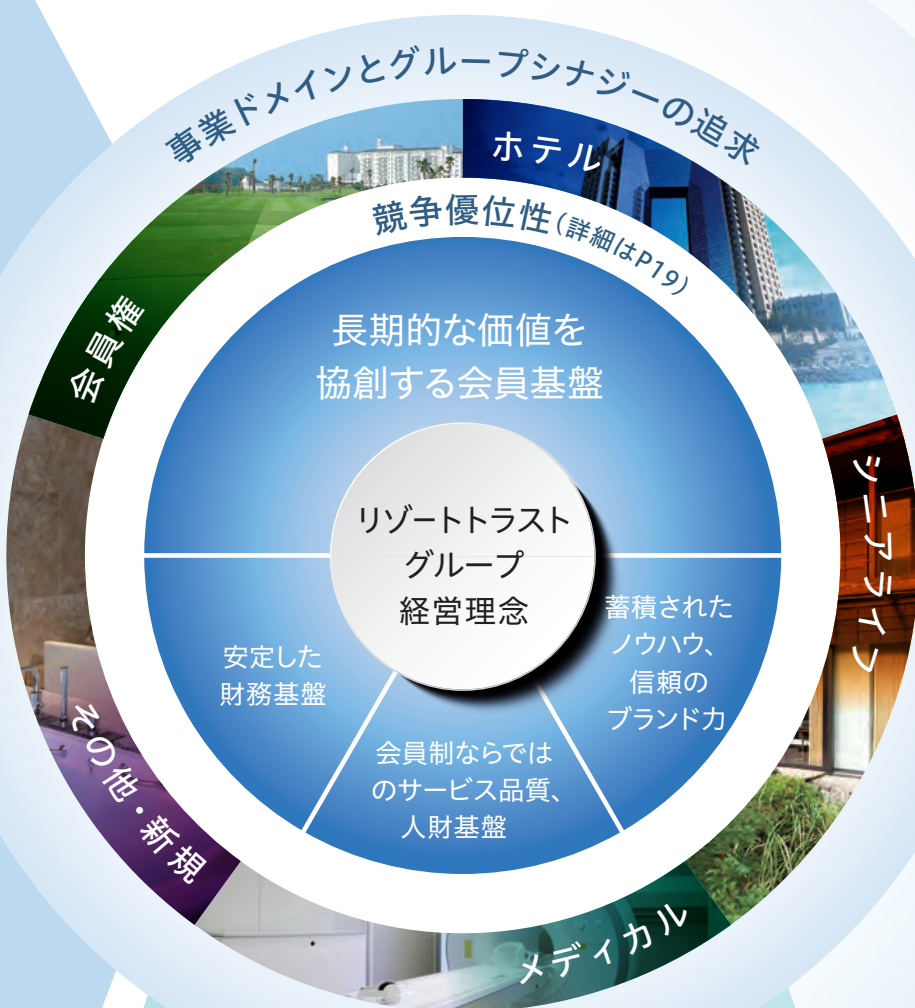 事業ドメインとグループシナジーの追求
ホテル
会員権
競争優位性(詳細はP19)
長期的な価値を
協創する会員基盤
シニアライフ
リゾートトラスト
グループ
経営理念
蓄積された
ノウハウ、
信頼の
ブランド力
安定した
財務基盤
会員制ならでは
のサービス品質、
人財基盤
その他・新規
メディカル